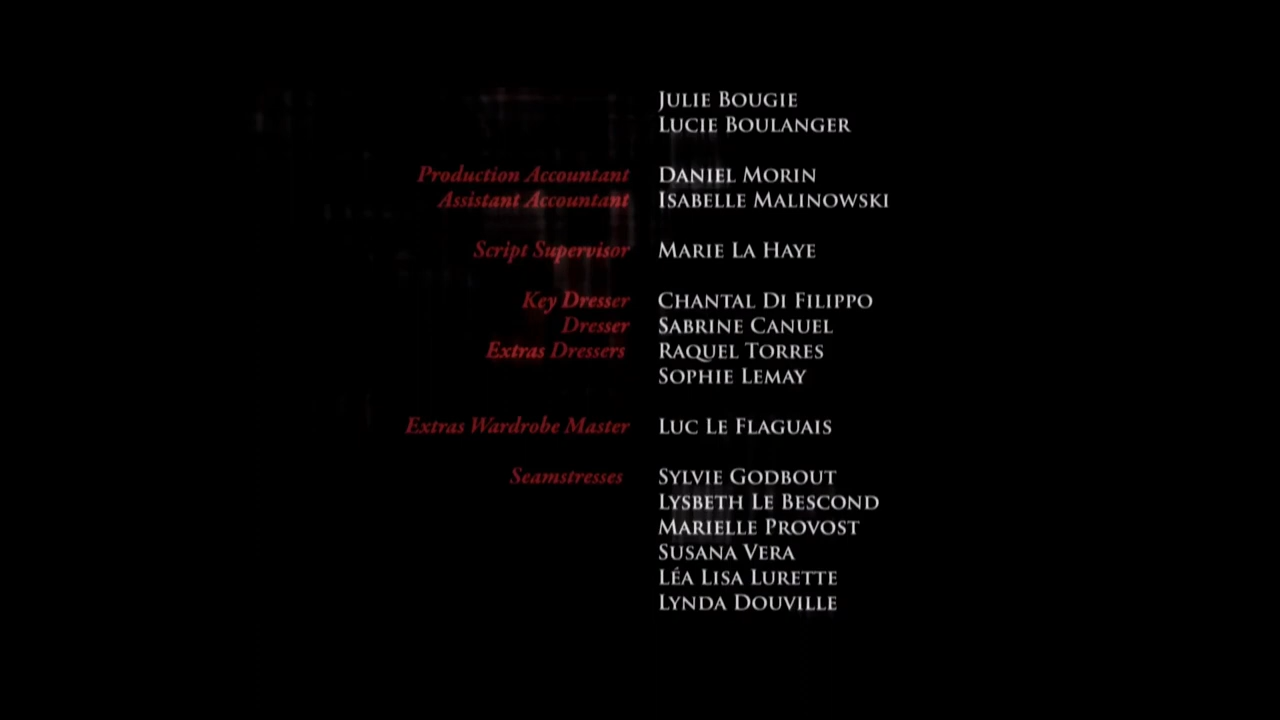 JULIE BOUGIE
LUCIE BOULANGER
Production Accountant DANIEL MORIN
Assistant Accountant ISABELLE MALINOWSKI
Script Supervisor MARIE LA HAYE
Key Dresser CHANTAL DI FILIPPO
Dresser SABRINE CANUEL
Extras Dressers RAQUEL TORRES
SOPHIE LEMAY
Extras Wardrobe Master LUC LE FLAGUAIS
Seamstresses SYLVIE GODBOUT
LYSBETH LE BESCOND
MARIELLE PROVOST
SUSANA VERA
LÉA LISA LURETTE
LYNDA DOUVILLE